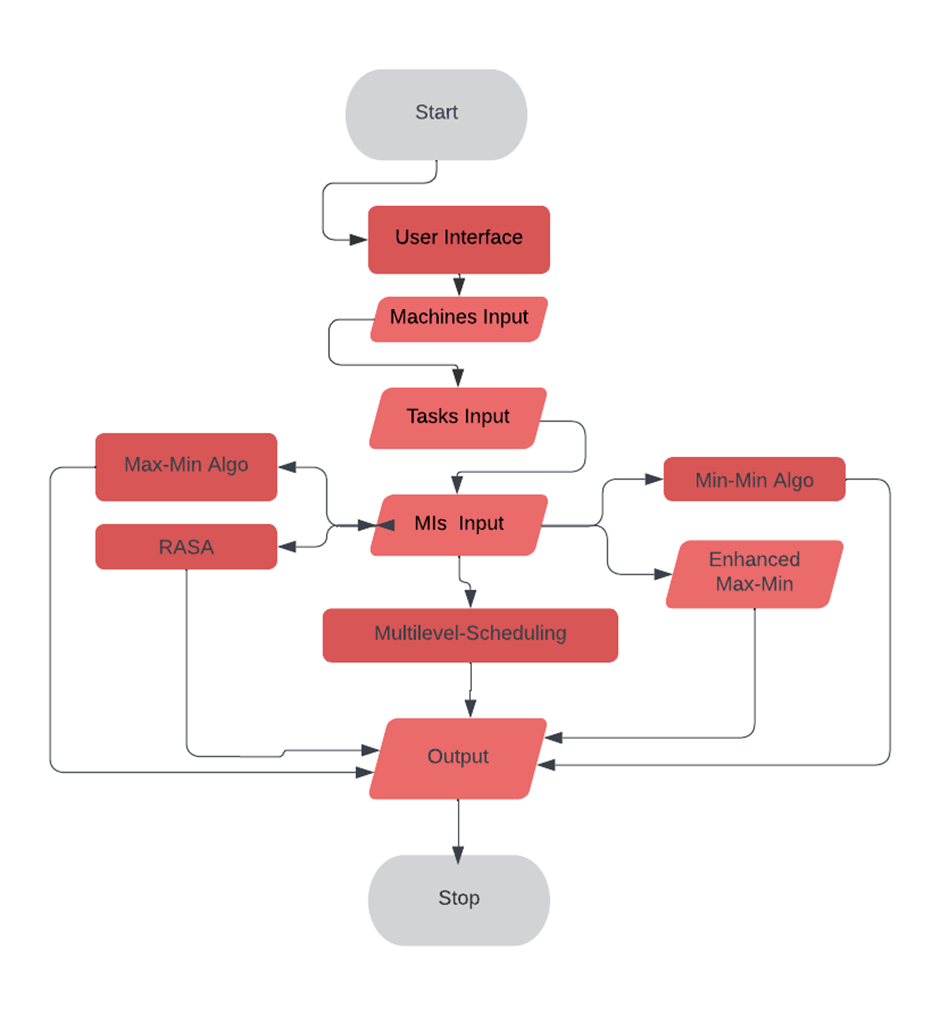 Start
User Interface
Machines Input
Tasks Input
Max-Min Algo
Min-Min Algo
MIs Input
RASA
Enhanced
Max-Min
Multilevel-Scheduling
Output
Stop